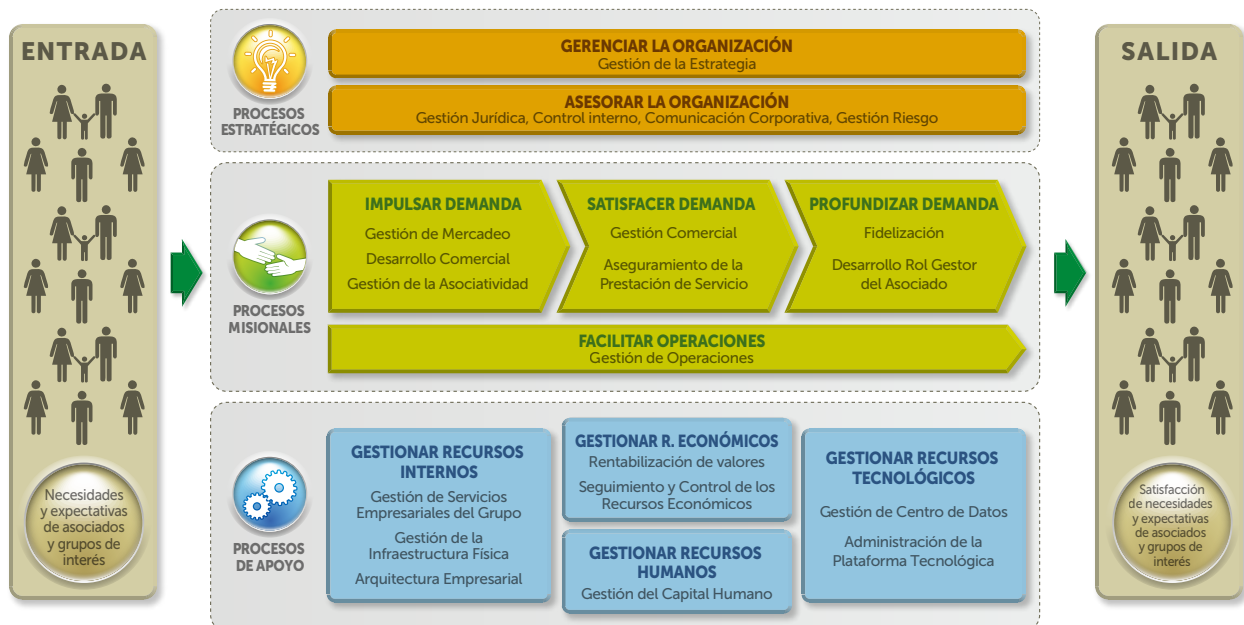 ENTRADA
Necesidades
y expectativas
de asociados
y grupos de
interés
PROCESOS
ESTRATÉGICOS
GERENCIAR LA ORGANIZACIÓN
Gestión de la Estrategia
ASESORAR LA ORGANIZACIÓN
Gestión Jurídica, Control interno, Comunicación Corporativa, Gestión Riesgo
PROCESOS
MISIONALES
IMPULSAR DEMANDA
Gestión de Mercadeo
Desarrollo Comercial
Gestión de la Asociatividad
SATISFACER DEMANDA
Gestión Comercial
Aseguramiento de la
Prestación de Servicio
PROFUNDIZAR DEMANDA
Fidelización
Desarrollo Rol Gestor
del Asociado
FACILITAR OPERACIONES
Gestión de Operaciones
PROCESOS
DE APOYO
GESTIONAR RECURSOS
INTERNOS
Gestión de Servicios
Empresariales del Grupo
Gestión de la
Infraestructura Física
Arquitectura Empresarial
GESTIONAR R. ECONÓMICOS
Rentabilización de valores
Seguimiento y Control de los
Recursos Económicos
GESTIONAR RECURSOS
HUMANOS
Gestión del Capital Humano
GESTIONAR RECURSOS
TECNOLÓGICOS
Gestión de Centro de Datos
Administración de la
Plataforma Tecnológica
SALIDA
Satisfacción
de necesidades
y expectativas
de asociados
y grupos de
interés